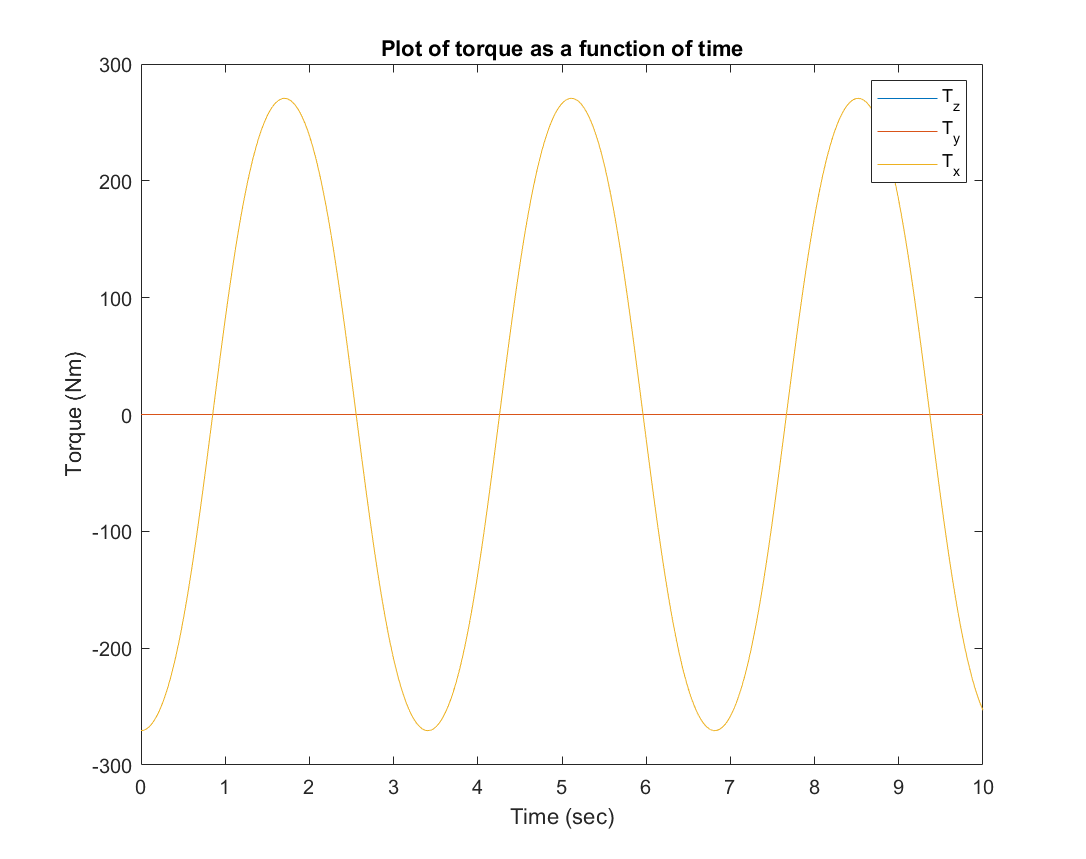 Plot of torque as a function of time
300
200
100
0
-100
-200
-300
Torque (Nm)
T_z
T_y
T_x
0 1 2 3 4 5 6 7 8 9 10
Time (sec)